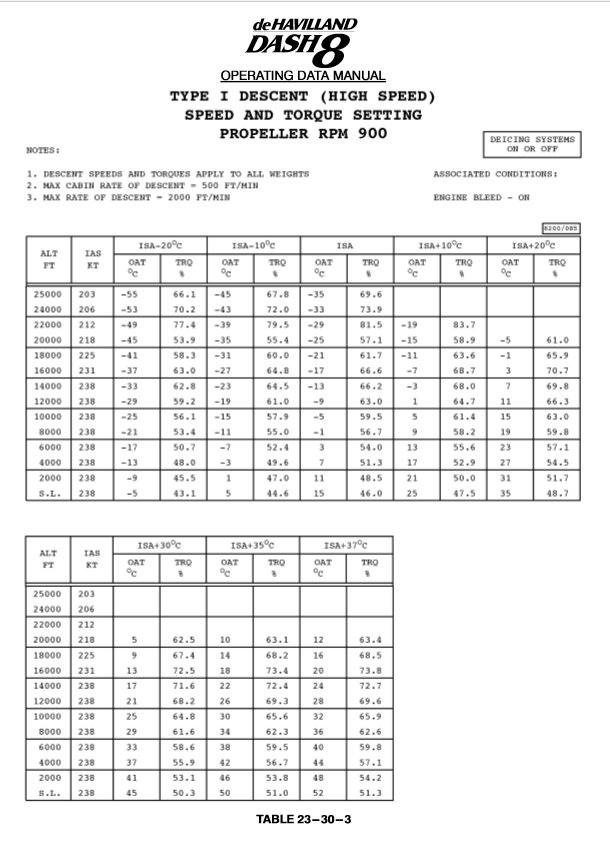 deHAVILLAND
DASH 8
OPERATING DATA MANUAL
TYPE I DESCENT (HIGH SPEED)
SPEED AND TORQUE SETTING
PROPELLER RPM 900
DEICING SYSTEMS
ON OR OFF
NOTES:
1. DESCENT SPEEDS AND TORQUES APPLY TO ALL WEIGHTS
2. MAX CABIN RATE OF DESCENT = 500 FT/MIN
3. MAX RATE OF DESCENT = 2000 FT/MIN
ASSOCIATED CONDITIONS:
ENGINE BLEED - ON
8200/085
ALT FT IAS KT ISA-20°C ISA-10°C ISA ISA+10°C ISA+20°C
OAT °C TRQ % OAT °C TRQ % OAT °C TRQ % OAT °C TRQ % OAT °C TRQ %
25000 203 -55 66.1 -45 67.8 -35 69.6
24000 206 -53 70.2 -43 72.0 -33 73.9
22000 212 -49 77.4 -39 79.5 -29 81.5 -19 83.7
20000 218 -45 53.9 -35 55.4 -25 57.1 -15 58.9 -5 61.0
18000 225 -41 58.3 -31 60.0 -21 61.7 -11 63.6 -1 65.9
16000 231 -37 63.0 -27 64.8 -17 66.6 -7 68.7 3 70.7
14000 238 -33 62.8 -23 64.5 -13 66.2 -3 68.0 7 69.8
12000 238 -29 59.2 -19 61.0 -9 63.0 1 64.7 11 66.3
10000 238 -25 56.1 -15 57.9 -5 59.5 5 61.4 15 63.0
8000 238 -21 53.4 -11 55.0 -1 56.7 9 58.2 19 59.8
6000 238 -17 50.7 -7 52.4 3 54.0 13 55.6 23 57.1
4000 238 -13 48.0 -3 49.6 7 51.3 17 52.9 27 54.5
2000 238 -9 45.5 1 47.0 11 48.5 21 50.0 31 51.7
S.L. 238 -5 43.1 5 44.6 15 46.0 25 47.5 35 48.7
ALT FT IAS KT ISA+30°C ISA+35°C ISA+37°C
OAT °C TRQ % OAT °C TRQ % OAT °C TRQ %
25000 203
24000 206
22000 212
20000 218 5 62.5 10 63.1 12 63.4
18000 225 9 67.4 14 68.2 16 68.5
16000 231 13 72.5 18 73.4 20 73.8
14000 238 17 71.6 22 72.4 24 72.7
12000 238 21 68.2 26 69.3 28 69.6
10000 238 25 64.8 30 65.6 32 65.9
8000 238 29 61.6 34 62.3 36 62.6
6000 238 33 58.6 38 59.5 40 59.8
4000 238 37 55.9 42 56.7 44 57.1
2000 238 41 53.1 46 53.8 48 54.2
S.L. 238 45 50.3 50 51.0 52 51.3
TABLE 23-30-3